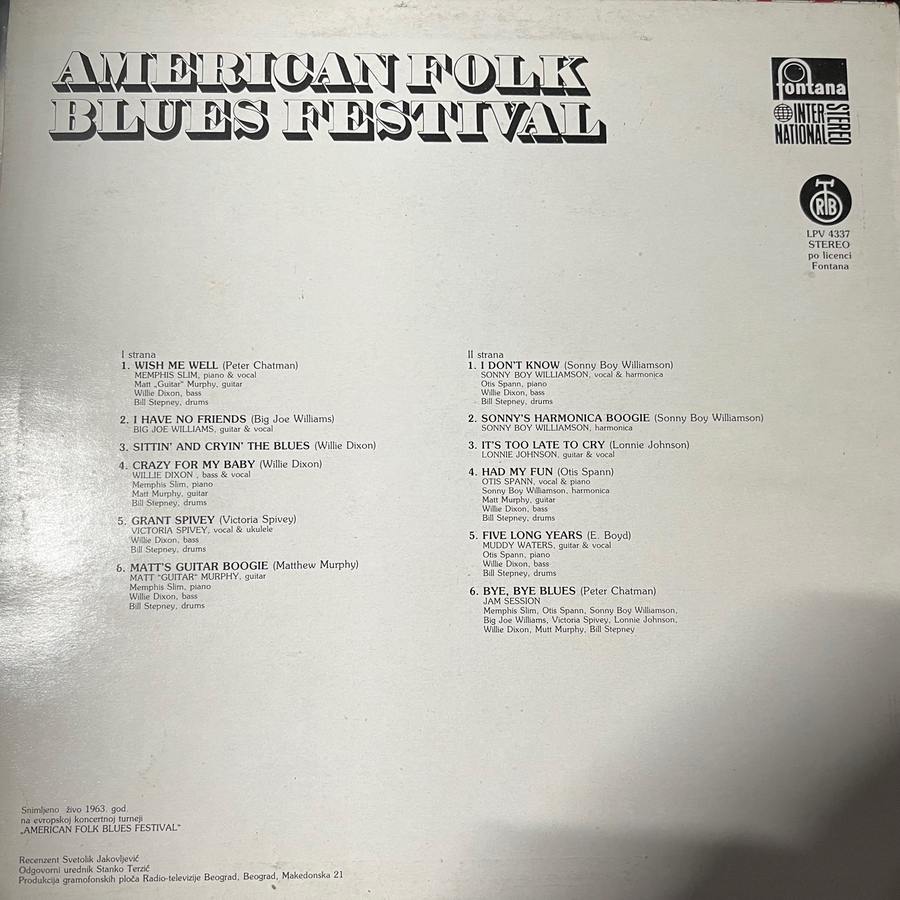 AMERICAN FOLK
BLUES FESTIVAL
fontana
INTER
NATIONAL
STEREO
RTB
LPV 4337
STEREO
po licenci
Fontana
I strana
1. WISH ME WELL (Peter Chatman)
MEMPHIS SLIM, piano & vocal
Matt „Guitar" Murphy, guitar
Willie Dixon, bass
Bill Stepney, drums
2. I HAVE NO FRIENDS (Big Joe Williams)
BIG JOE WILLIAMS, guitar & vocal
3. SITTIN' AND CRYIN' THE BLUES (Willie Dixon)
4. CRAZY FOR MY BABY (Willie Dixon)
WILLIE DIXON , bass & vocal
Memphis Slim, piano
Matt Murphy, guitar
Bill Stepney, drums
5. GRANT SPIVEY (Victoria Spivey)
VICTORIA SPIVEY, vocal & ukulele
Willie Dixon, bass
Bill Stepney, drums
6. MATT'S GUITAR BOOGIE (Matthew Murphy)
MATT "GUITAR" MURPHY, guitar
Memphis Slim, piano
Willie Dixon, bass
Bill Stepney, drums
II strana
1. I DON'T KNOW (Sonny Boy Williamson)
SONNY BOY WILLIAMSON, vocal & harmonica
Otis Spann, piano
Willie Dixon, bass
Bill Stepney, drums
2. SONNY'S HARMONICA BOOGIE (Sonny Boy Williamson)
SONNY BOY WILLIAMSON, harmonica
3. IT'S TOO LATE TO CRY (Lonnie Johnson)
LONNIE JOHNSON, guitar & vocal
4. HAD MY FUN (Otis Spann)
OTIS SPANN, vocal & piano
Sonny Boy Williamson, harmonica
Matt Murphy, guitar
Willie Dixon, bass
Bill Stepney, drums
5. FIVE LONG YEARS (E. Boyd)
MUDDY WATERS, guitar & vocal
Otis Spann, piano
Willie Dixon, bass
Bill Stepney, drums
6. BYE, BYE BLUES (Peter Chatman)
JAM SESSION
Memphis Slim, Otis Spann, Sonny Boy Williamson,
Big Joe Williams, Victoria Spivey, Lonnie Johnson,
Willie Dixon, Mutt Murphy, Bill Stepney
Snimljeno živo 1963. god.
na evropskoj koncertnoj turneji
„AMERICAN FOLK BLUES FESTIVAL"
Recenzent Svetolik Jakovljević
Odgovorni urednik Stanko Terzić
Produkcija gramofonskih ploča Radio-televizije Beograd, Beograd, Makedonska 21